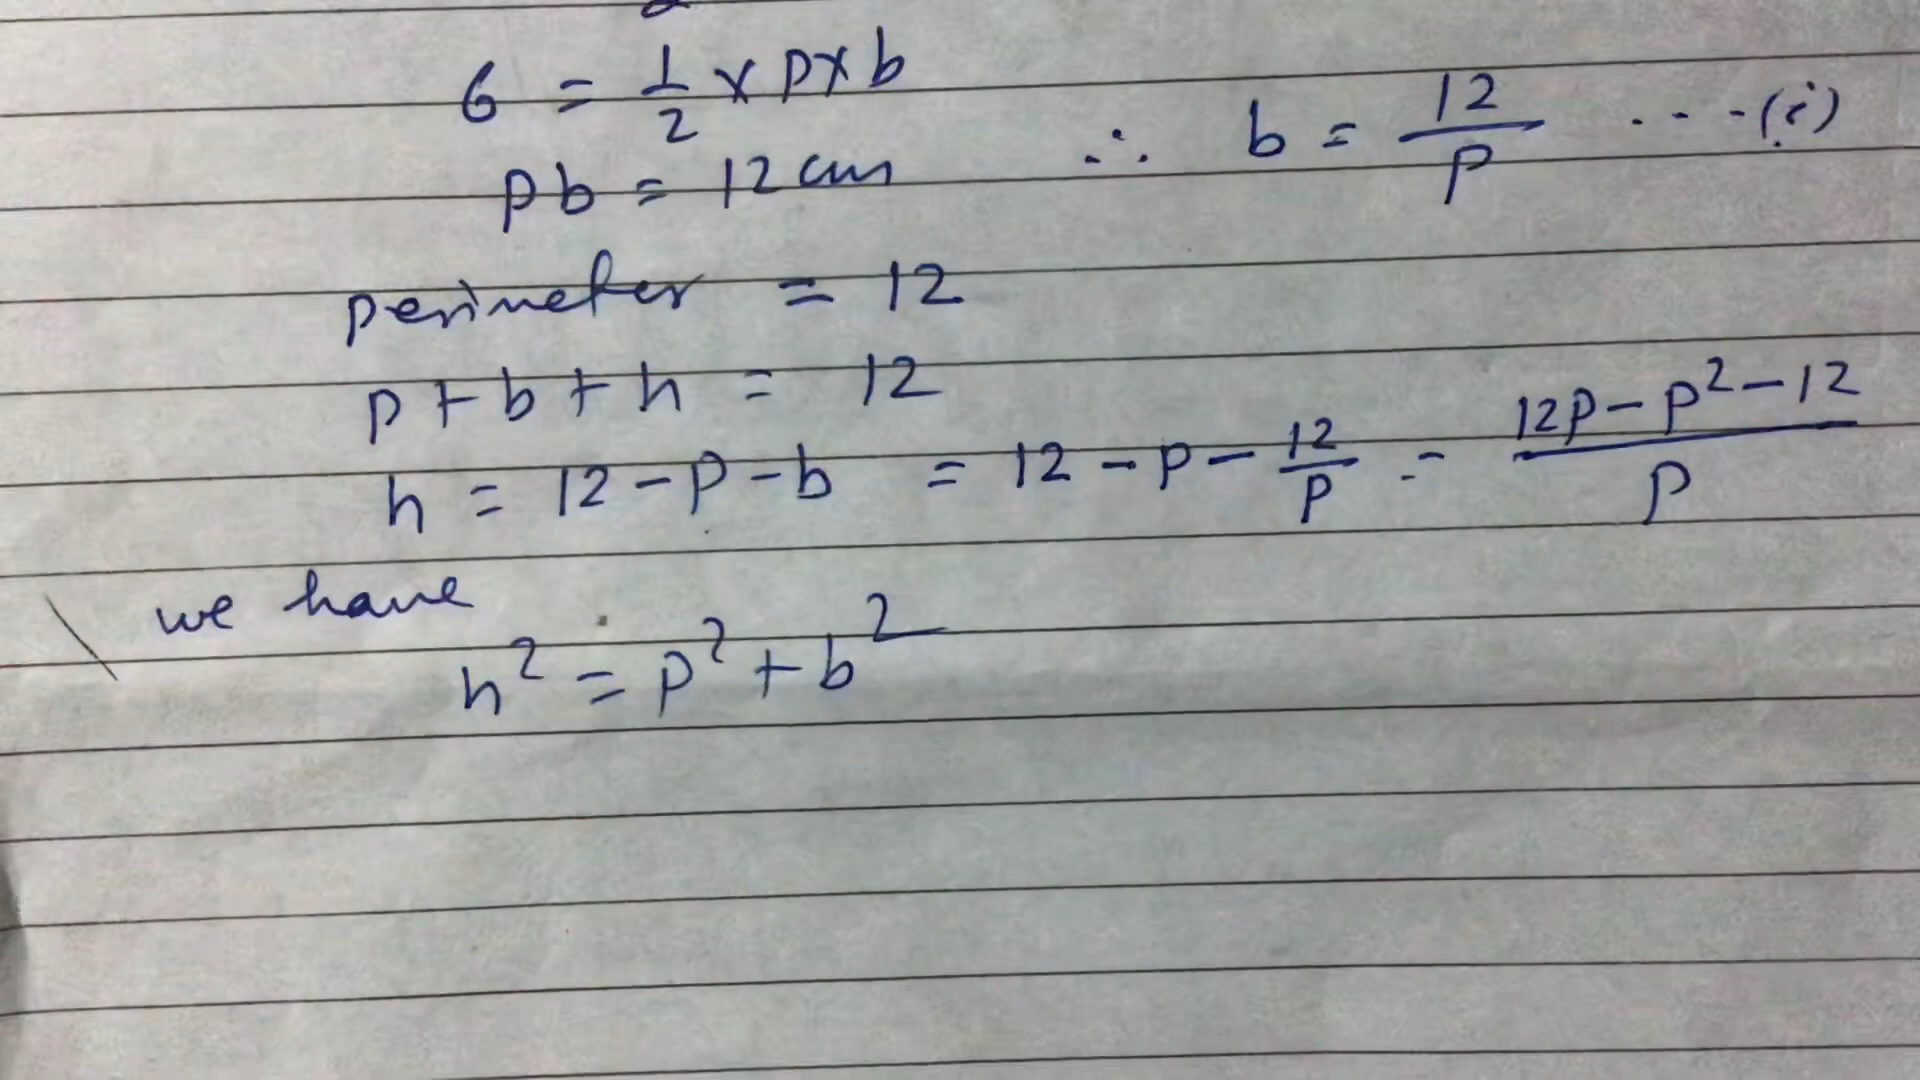 6 = 1/2 × p × b
pb = 12 cm ∴ b = 12/p ....(i)
perimeter = 12
p + b + h = 12
h = 12 - p - b = 12 - p - 12/p = (12p - p² - 12)/p
we have
h² = p² + b²